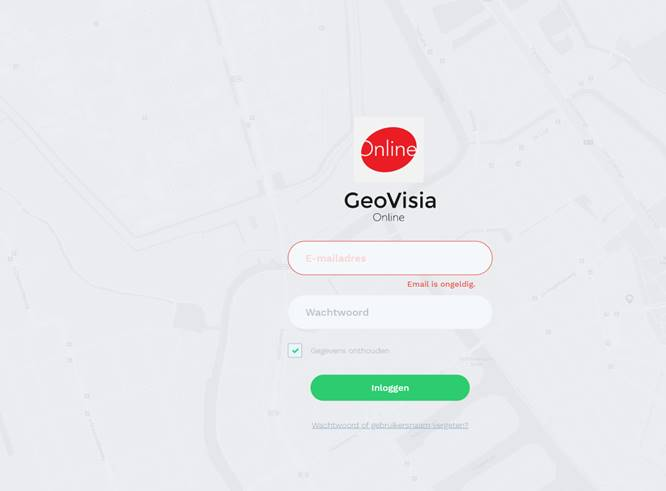 Online
GeoVisia
Online
E-mailadres
Email is ongeldig.
Wachtwoord
Gegevens onthouden
Inloggen
Wachtwoord of gebruikersnaam vergeten?